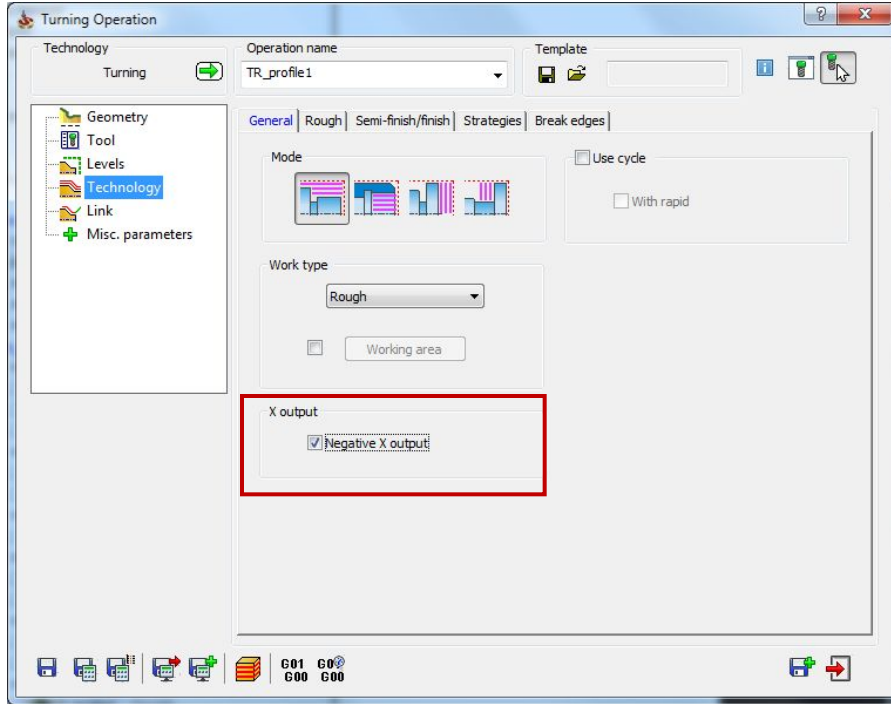 Turning Operation
Technology
Turning
Operation name
TR_profile1
Template
Geometry
Tool
Levels
Technology
Link
Misc. parameters
General Rough Semi-finish/finish Strategies Break edges
Mode
Use cycle
With rapid
Work type
Rough
Working area
X output
Negative X output
G01 G0
G00 G00